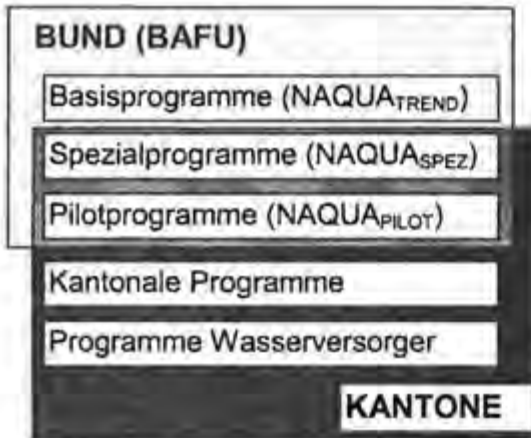 BUND (BAFU)
Basisprogramme (NAQUATREND)
Spezialprogramme (NAQUASPEZ)
Pilotprogramme (NAQUAPILOT)
Kantonale Programme
Programme Wasserversorger
KANTONE